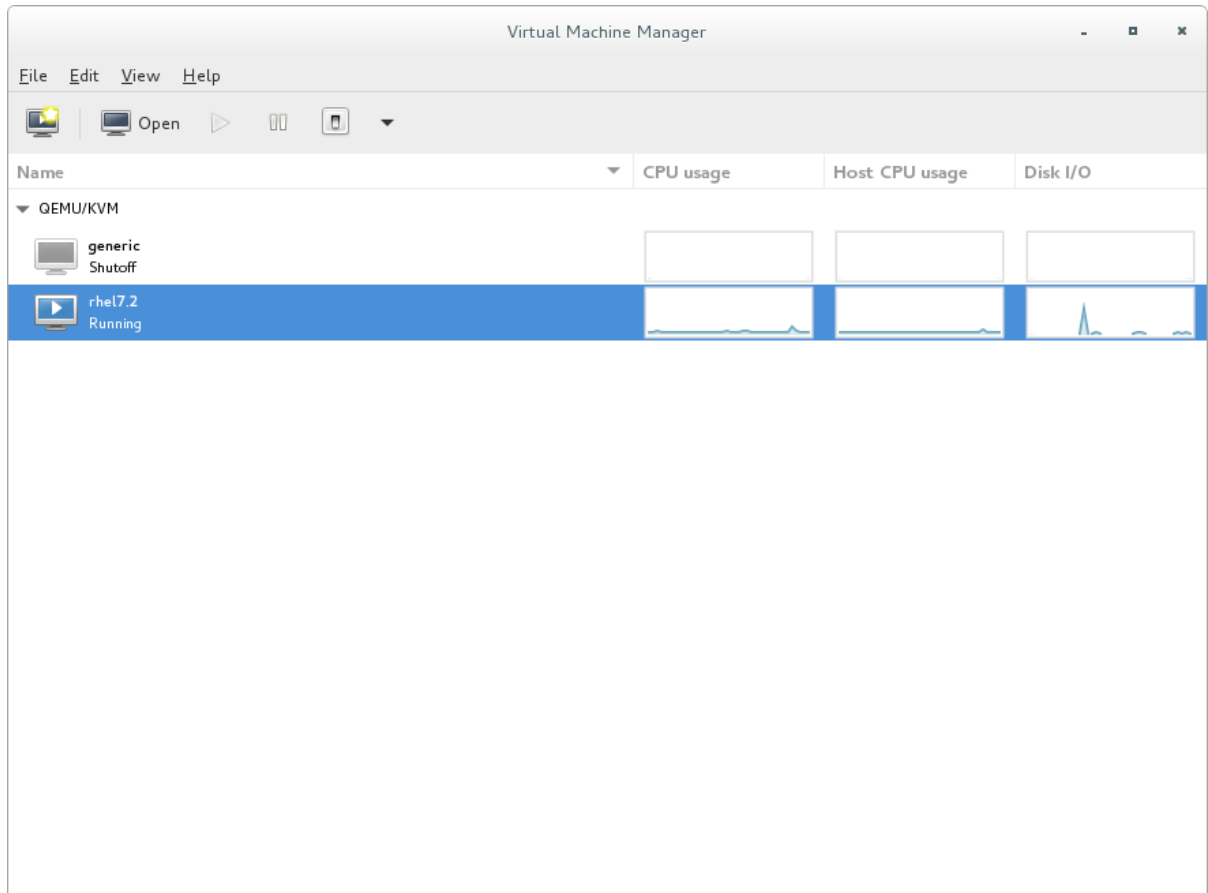 Virtual Machine Manager
File Edit View Help
Open
Name CPU usage Host CPU usage Disk I/O
QEMU/KVM
generic
Shutoff
rhel7.2
Running